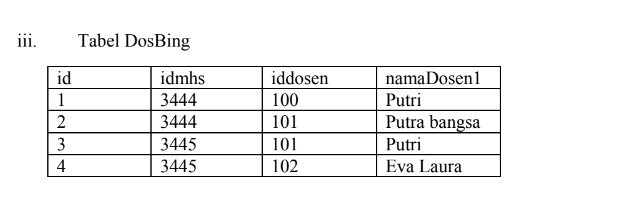 iii. Tabel DosBing
id idmhs iddosen namaDosen1
1 3444 100 Putri
2 3444 101 Putra bangsa
3 3445 101 Putri
4 3445 102 Eva Laura